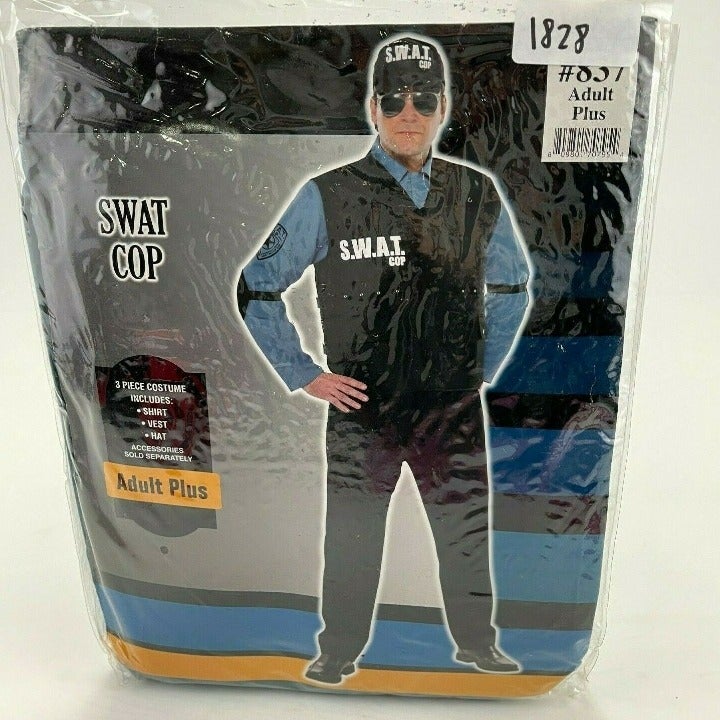 1828
Adult
Plus
S.W.A.T.
COP
SWAT
COP
S.W.A.T.
COP
3 PIECE COSTUME
INCLUDES:
• SHIRT
• VEST
• HAT
ACCESSORIES
SOLD SEPARATELY
Adult Plus